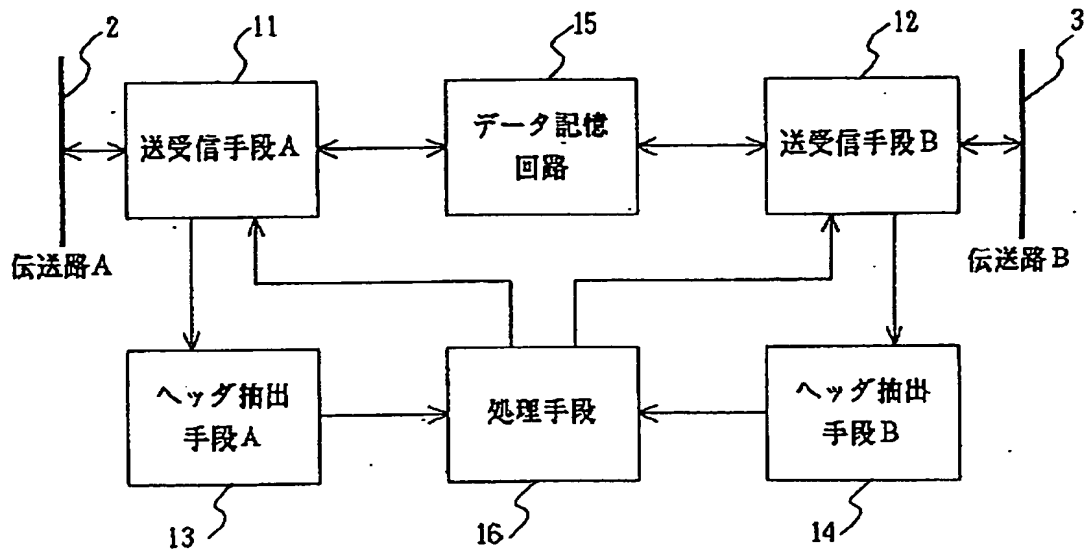 2
11
15
12
3
送受信手段A
データ記憶
回路
送受信手段B
伝送路A
伝送路B
ヘッダ抽出
手段A
処理手段
ヘッダ抽出
手段B
13
16
14